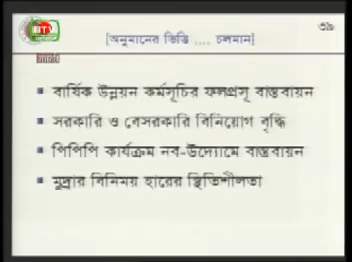 BTV
৩৯
[অনুমানের ভিত্তি .... চলমান]
বার্ষিক উন্নয়ন কর্মসূচির ফলপ্রসূ বাস্তবায়ন
সরকারি ও বেসরকারি বিনিয়োগ বৃদ্ধি
পিপিপি কার্যক্রম নব-উদ্যোমে বাস্তবায়ন
মুদ্রার বিনিময় হারের স্থিতিশীলতা